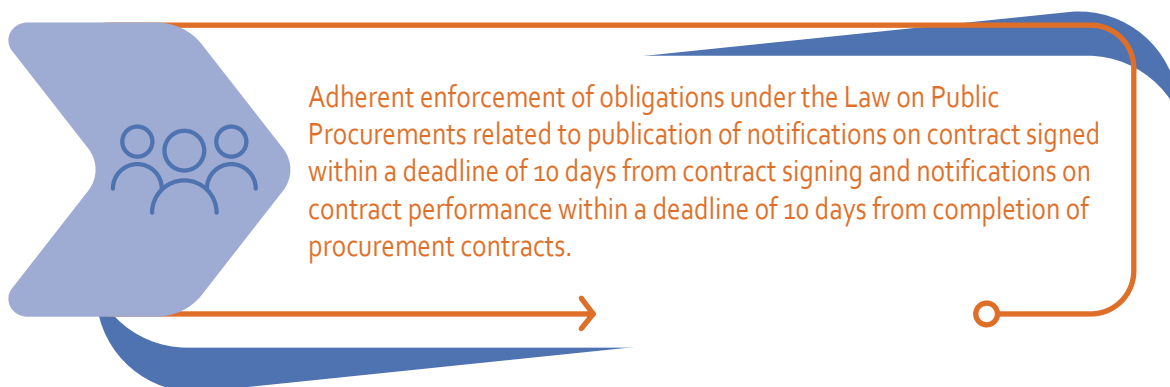 Adherent enforcement of obligations under the Law on Public
Procurements related to publication of notifications on contract signed
within a deadline of 10 days from contract signing and notifications on
contract performance within a deadline of 10 days from completion of
procurement contracts.